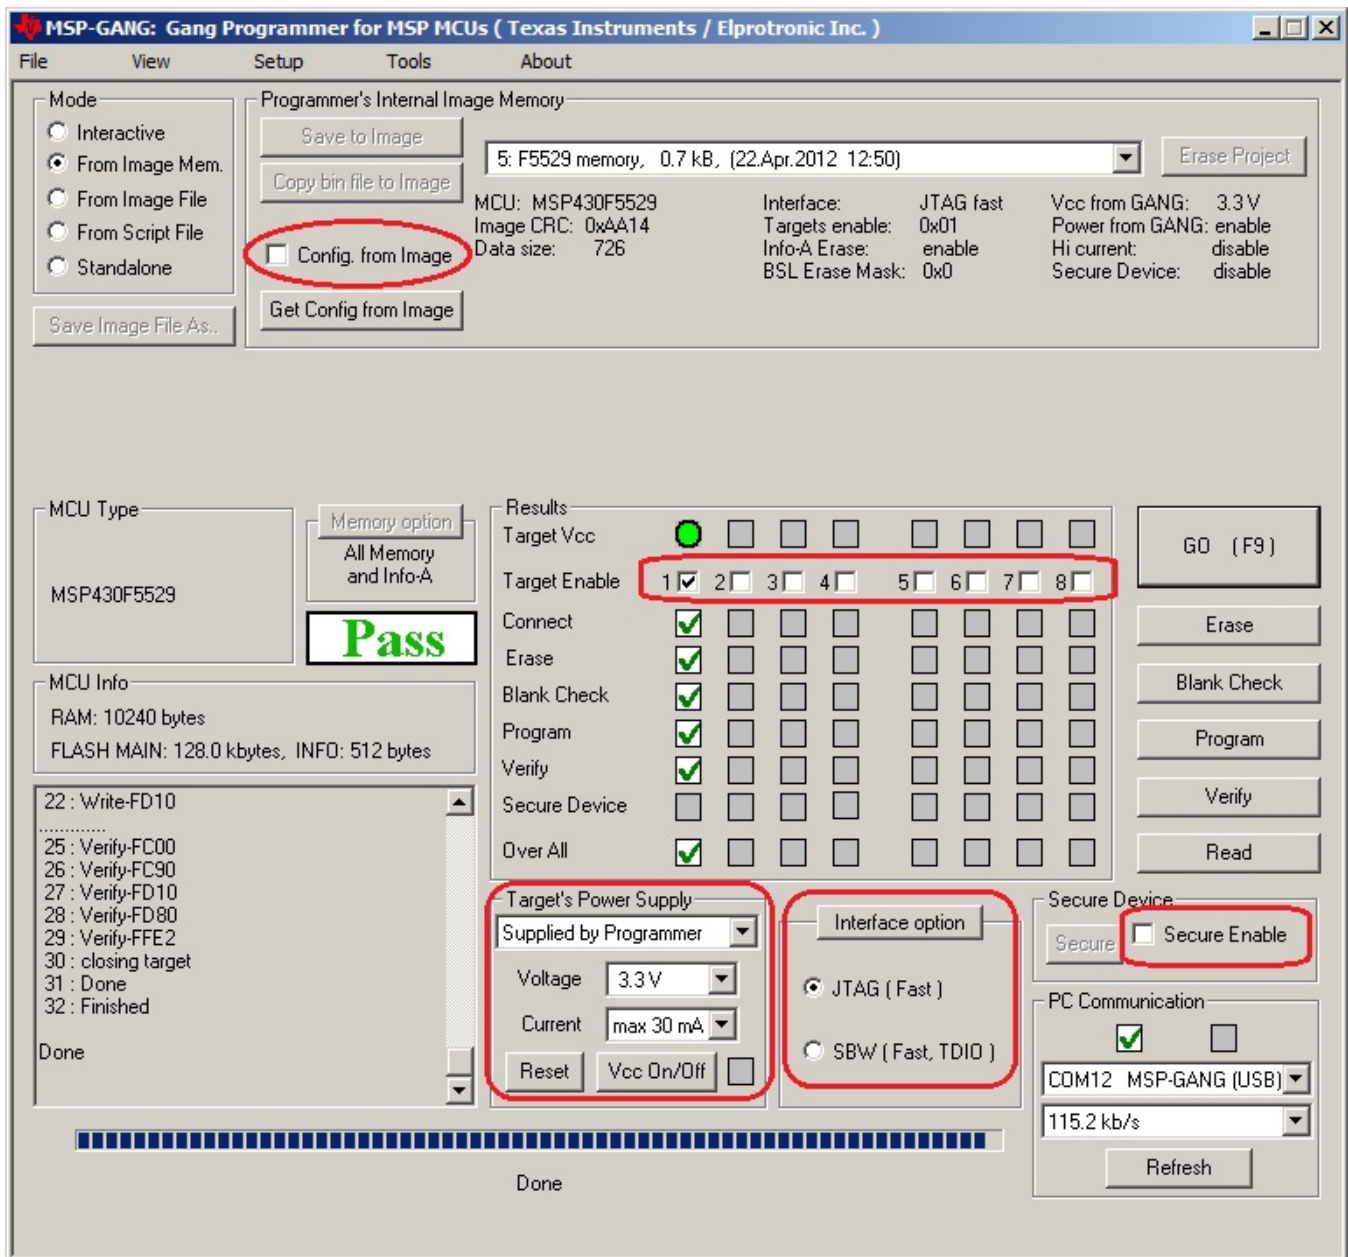 MSP-GANG: Gang Programmer for MSP MCUs ( Texas Instruments / Elprotronic Inc. )
File View Setup Tools About
Mode
Interactive
From Image Mem.
From Image File
From Script File
Standalone
Save Image File As..
Programmer's Internal Image Memory
Save to Image
Copy bin file to Image
Config. from Image
Get Config from Image
5: F5529 memory, 0.7 kB, (22.Apr.2012 12:50)
Erase Project
MCU: MSP430F5529
Image CRC: 0xAA14
Data size: 726
Interface: JTAG fast
Targets enable: 0x01
Info-A Erase: enable
BSL Erase Mask: 0x0
Vcc from GANG: 3.3 V
Power from GANG: enable
Hi current: disable
Secure Device: disable
MCU Type
MSP430F5529
Memory option
All Memory
and Info-A
Pass
MCU Info
RAM: 10240 bytes
FLASH MAIN: 128.0 kbytes, INFO: 512 bytes
22 : Write-FD10
.............
25 : Verify-FC00
26 : Verify-FC90
27 : Verify-FD10
28 : Verify-FD80
29 : Verify-FFE2
30 : closing target
31 : Done
32 : Finished
Done
Results
Target Vcc
Target Enable 1 2 3 4 5 6 7 8
Connect
Erase
Blank Check
Program
Verify
Secure Device
Over All
GO (F9)
Erase
Blank Check
Program
Verify
Read
Target's Power Supply
Supplied by Programmer
Voltage 3.3 V
Current max 30 mA
Reset Vcc On/Off
Interface option
JTAG ( Fast )
SBW ( Fast, TDIO )
Secure Device
Secure Secure Enable
PC Communication
COM12 MSP-GANG (USB)
115.2 kb/s
Refresh
Done